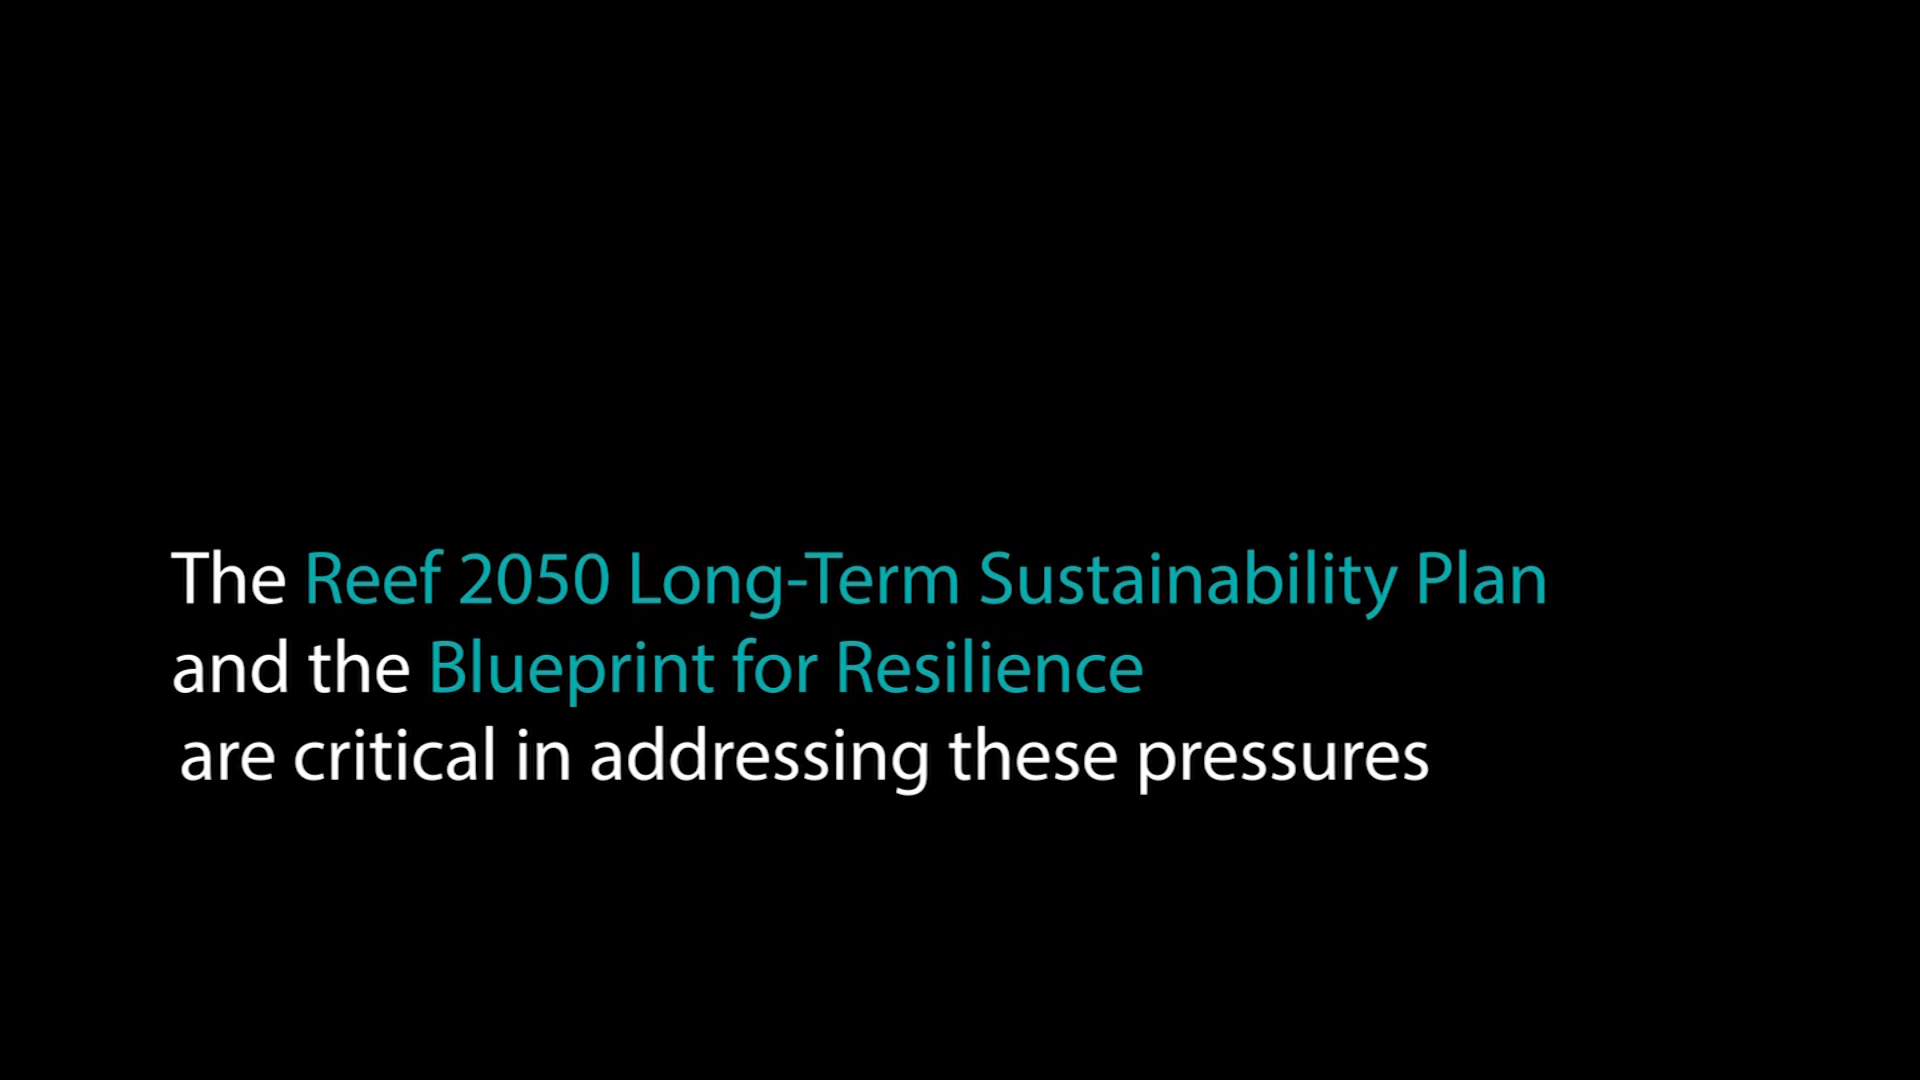 The Reef 2050 Long-Term Sustainability Plan
and the Blueprint for Resilience
are critical in addressing these pressures